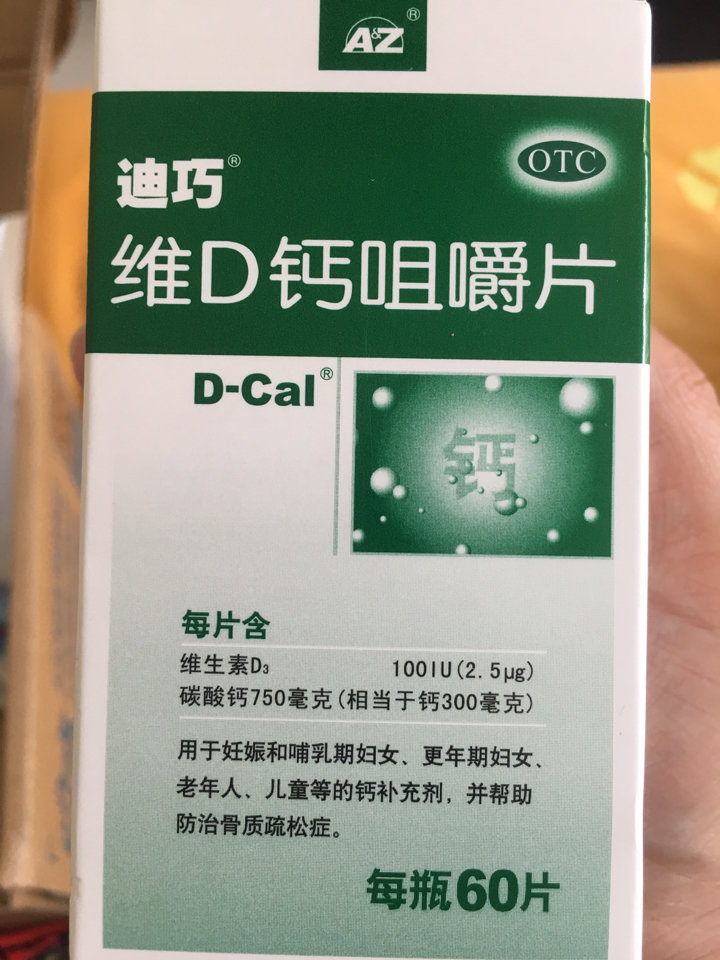 A&Z®
OTC
迪巧®
维D钙咀嚼片
D-Cal®
钙
每片含
维生素D₃ 100IU(2.5μg)
碳酸钙750毫克(相当于钙300毫克)
用于妊娠和哺乳期妇女、更年期妇女、
老年人、儿童等的钙补充剂，并帮助
防治骨质疏松症。
每瓶60片